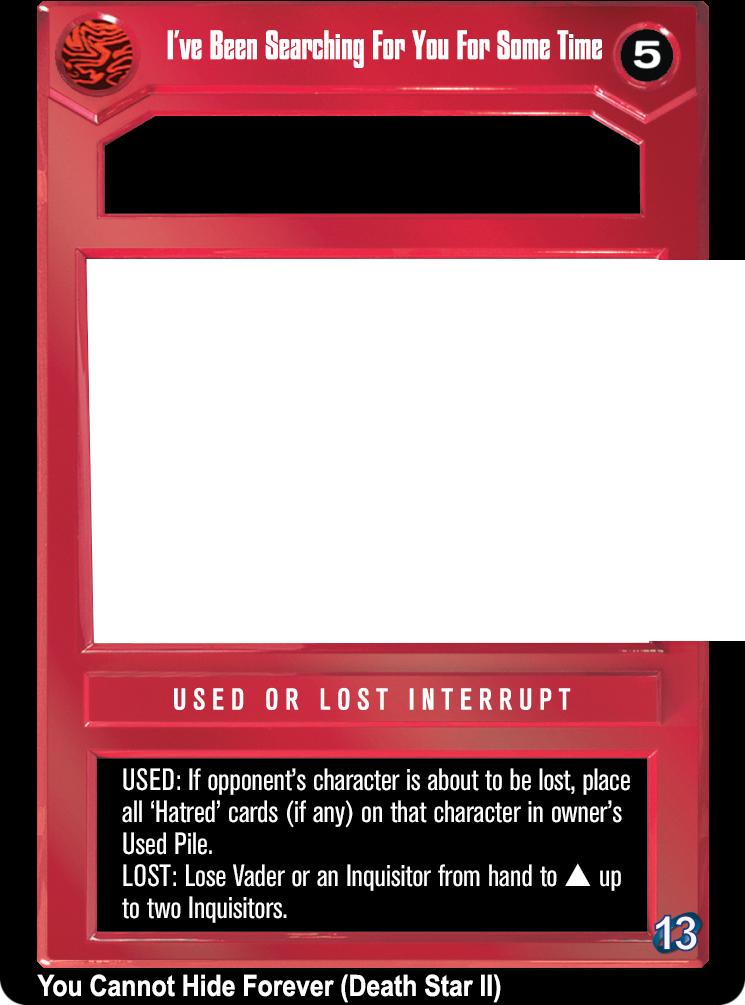 I've Been Searching For You For Some Time
5
USED OR LOST INTERRUPT
USED: If opponent's character is about to be lost, place
all ‘Hatred’ cards (if any) on that character in owner's
Used Pile.
LOST: Lose Vader or an Inquisitor from hand to ▲ up
to two Inquisitors.
13
You Cannot Hide Forever (Death Star II)